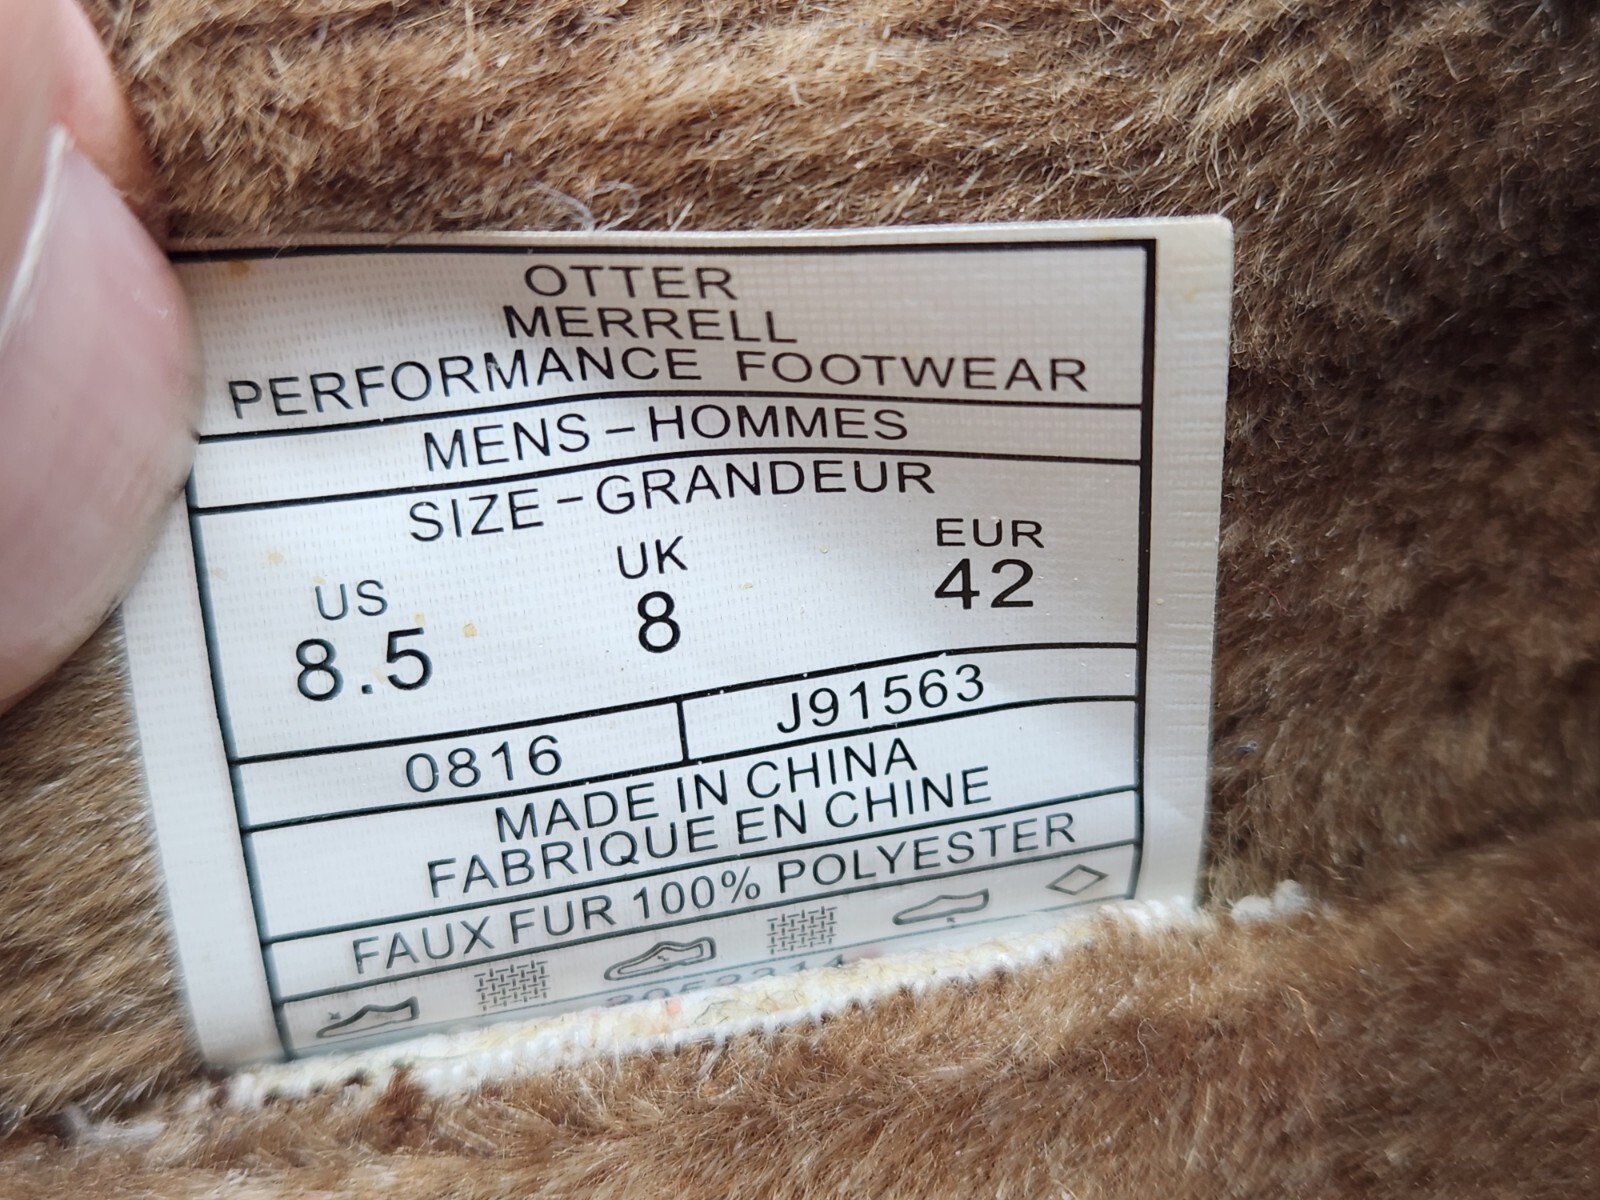 OTTER
MERRELL
PERFORMANCE FOOTWEAR
MENS-HOMMES
SIZE-GRANDEUR
US UK EUR
8.5 8 42
0816 J91563
MADE IN CHINA
FABRIQUE EN CHINE
FAUX FUR 100% POLYESTER